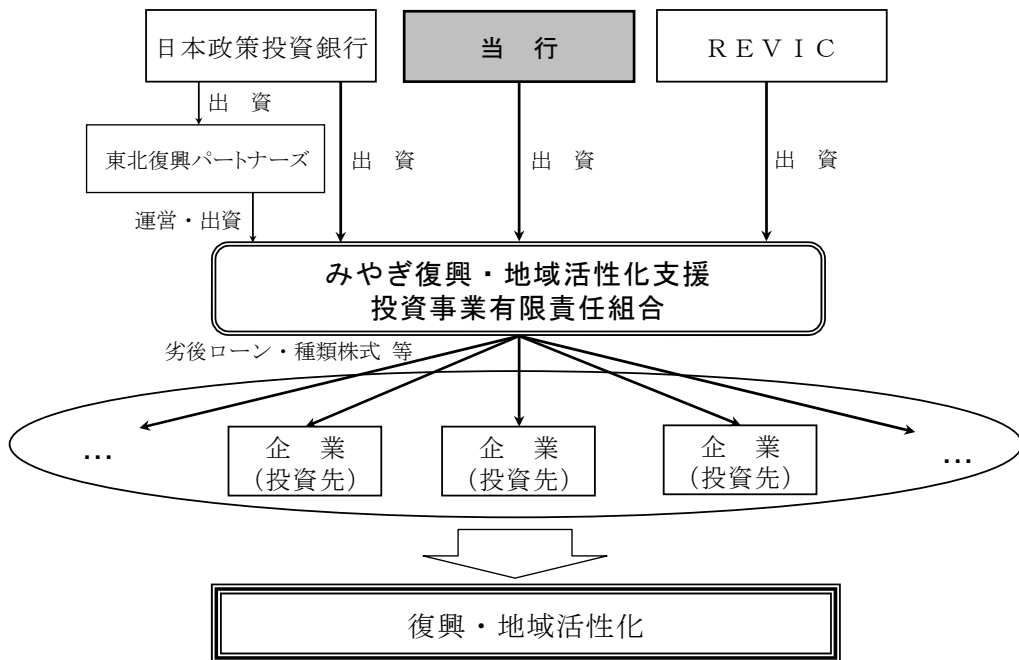 日本政策投資銀行
当　行
ＲＥＶＩＣ
出　資
東北復興パートナーズ
出　資
出　資
出　資
運営・出資
みやぎ復興・地域活性化支援
投資事業有限責任組合
劣後ローン・種類株式 等
…
企　業
（投資先）
企　業
（投資先）
企　業
（投資先）
…
復興・地域活性化